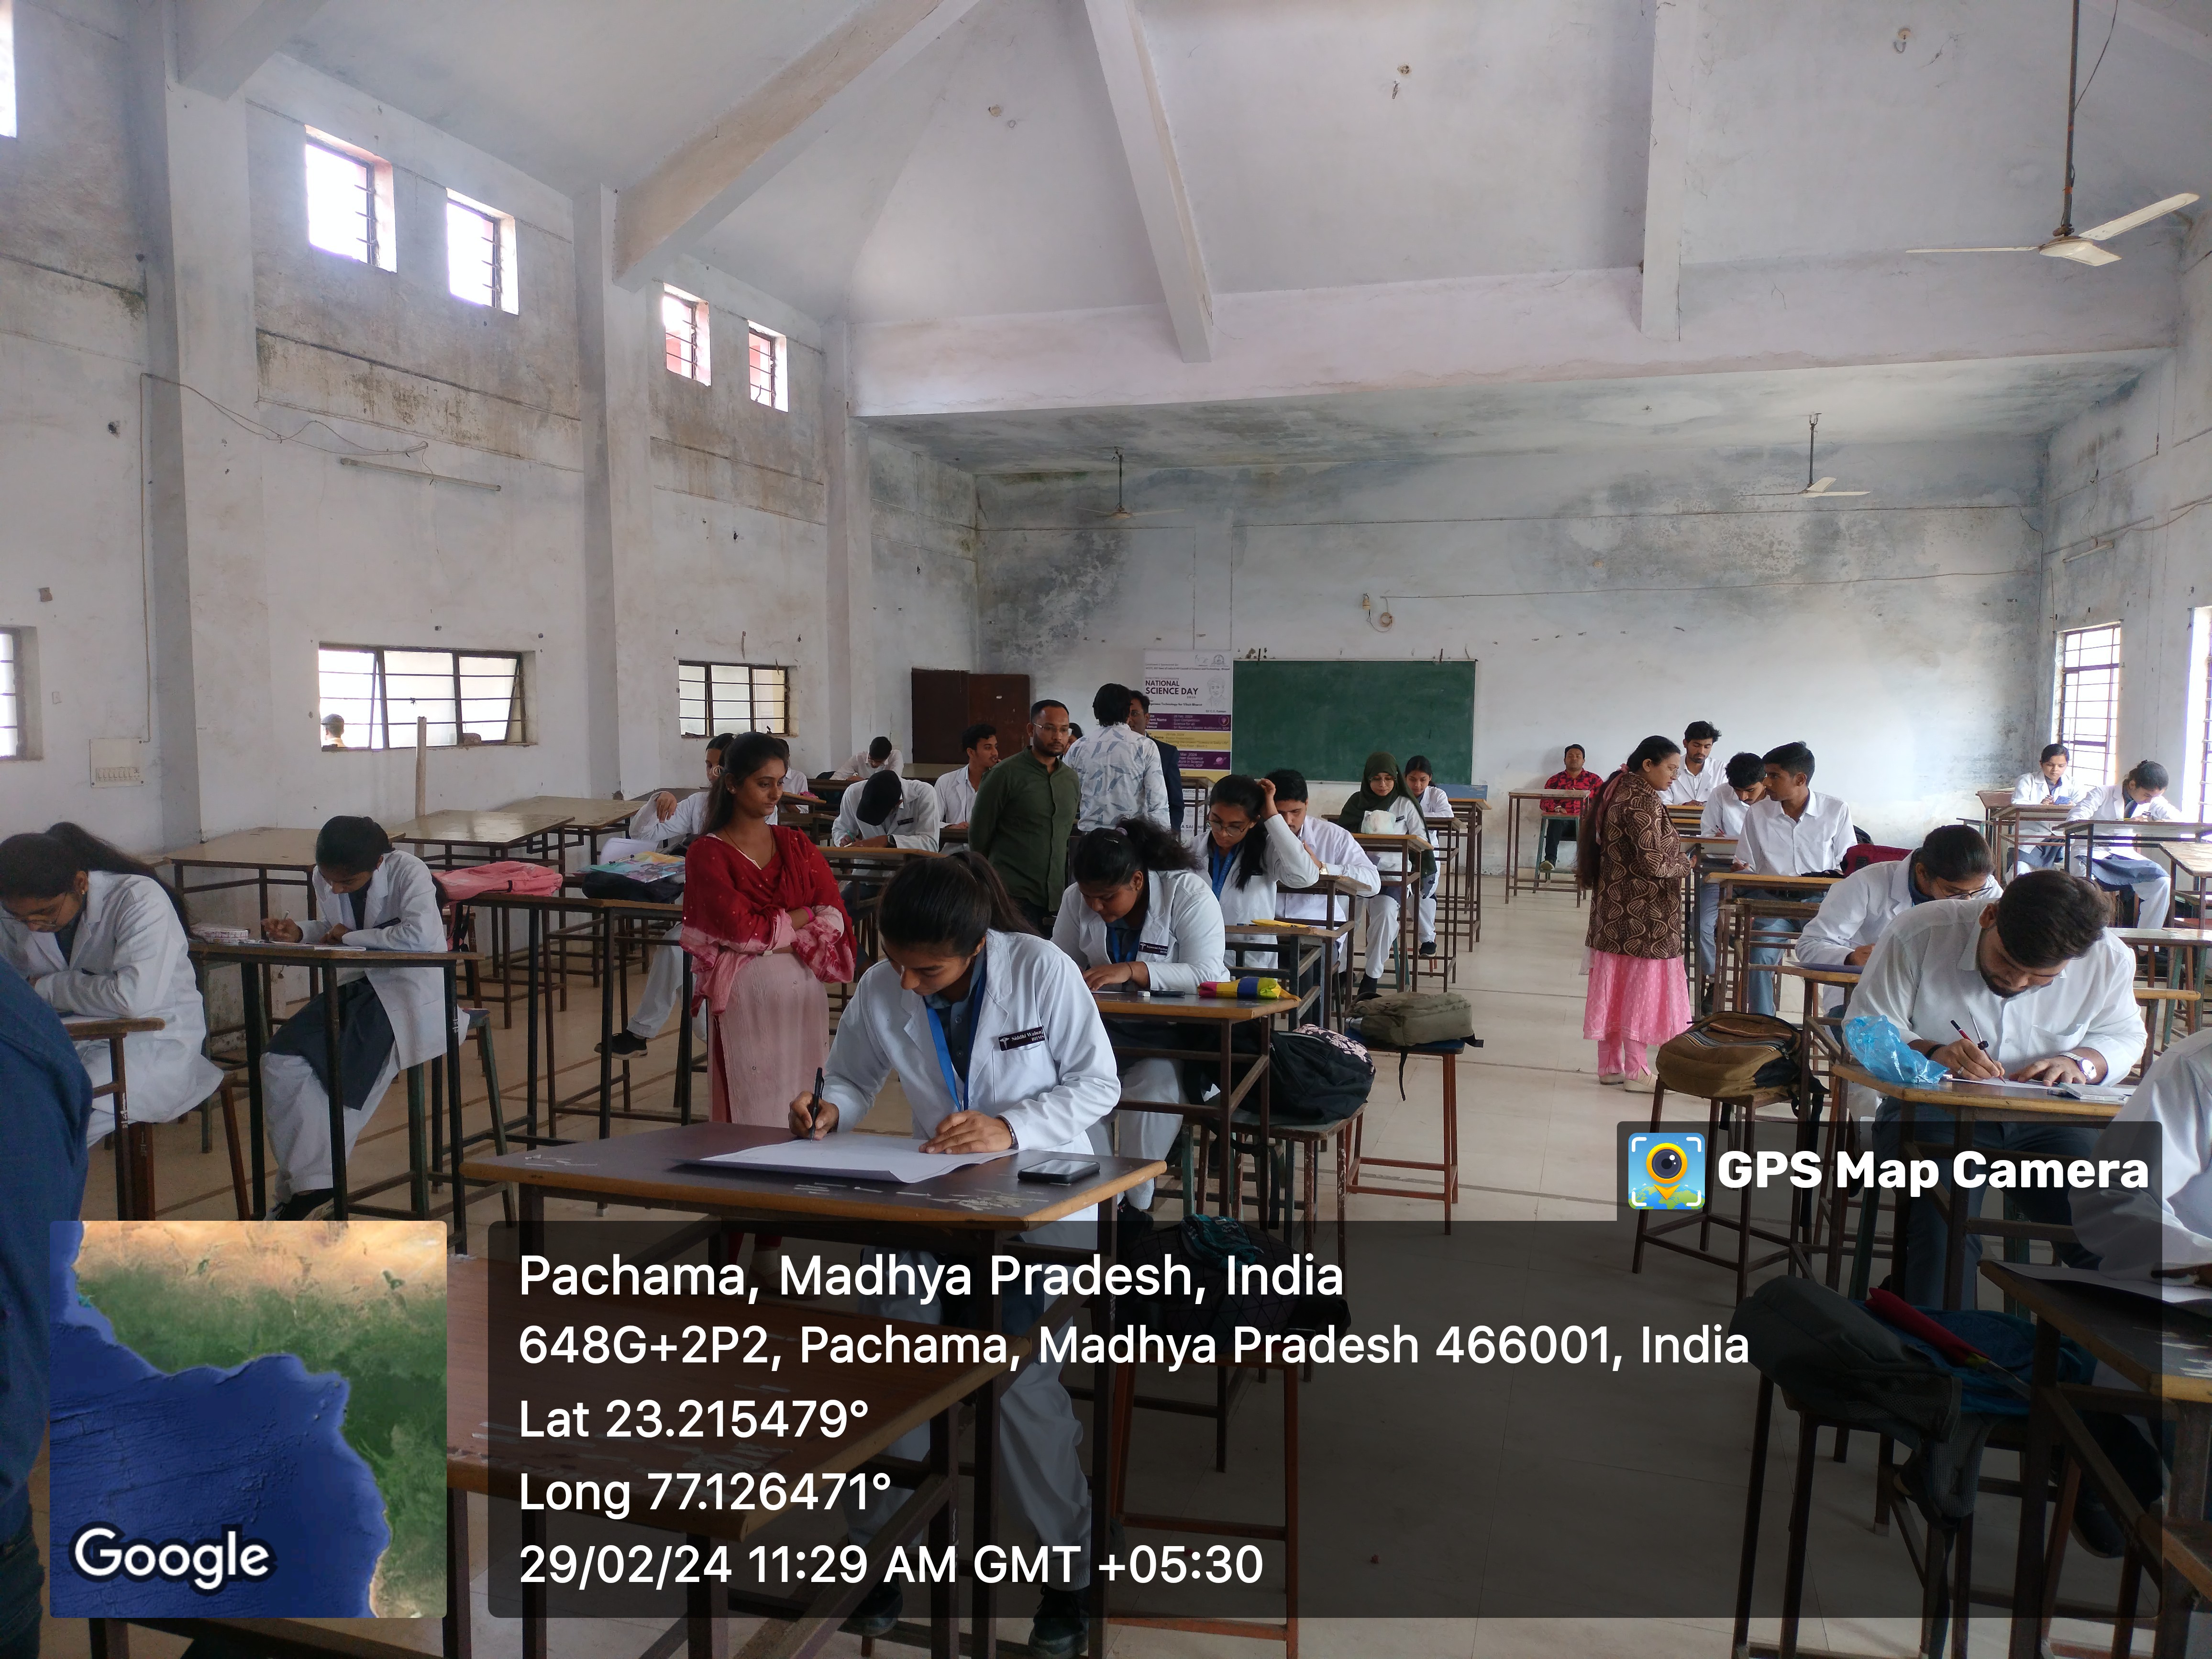 NATIONAL
SCIENCE DAY
GPS Map Camera
Pachama, Madhya Pradesh, India
648G+2P2, Pachama, Madhya Pradesh 466001, India
Lat 23.215479°
Long 77.126471°
29/02/24 11:29 AM GMT +05:30
Google